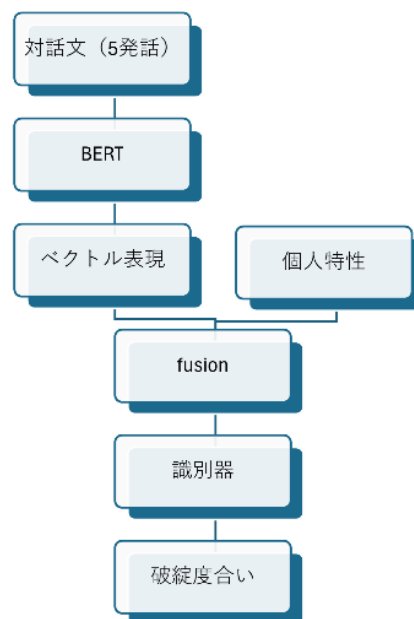 対話文（5発話）
BERT
ベクトル表現
個人特性
fusion
識別器
破綻度合い